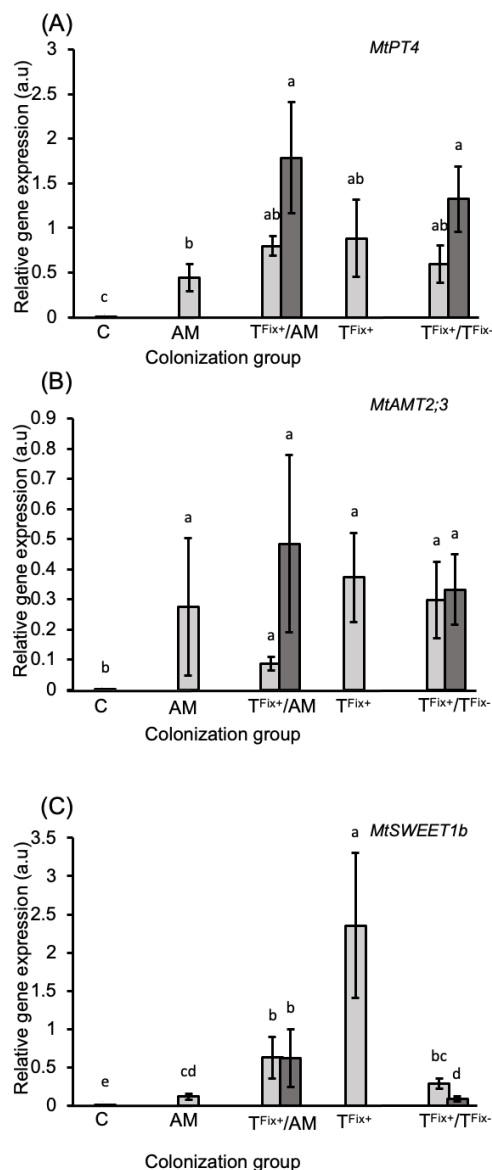 (A)
MtPT4
Relative gene expression (a.u)
3
2.5
2
1.5
1
0.5
0
c
b
ab
a
ab
ab
a
C AM TFix+/AM TFix+ TFix+/TFix-
Colonization group
(B)
MtAMT2;3
Relative gene expression (a.u)
0.9
0.8
0.7
0.6
0.5
0.4
0.3
0.2
0.1
0
b
a
a
a
a
a
a
C AM TFix+/AM TFix+ TFix+/TFix-
Colonization group
(C)
MtSWEET1b
Relative gene expression (a.u)
3.5
3
2.5
2
1.5
1
0.5
0
e
cd
b
b
a
bc
d
C AM TFix+/AM TFix+ TFix+/TFix-
Colonization group